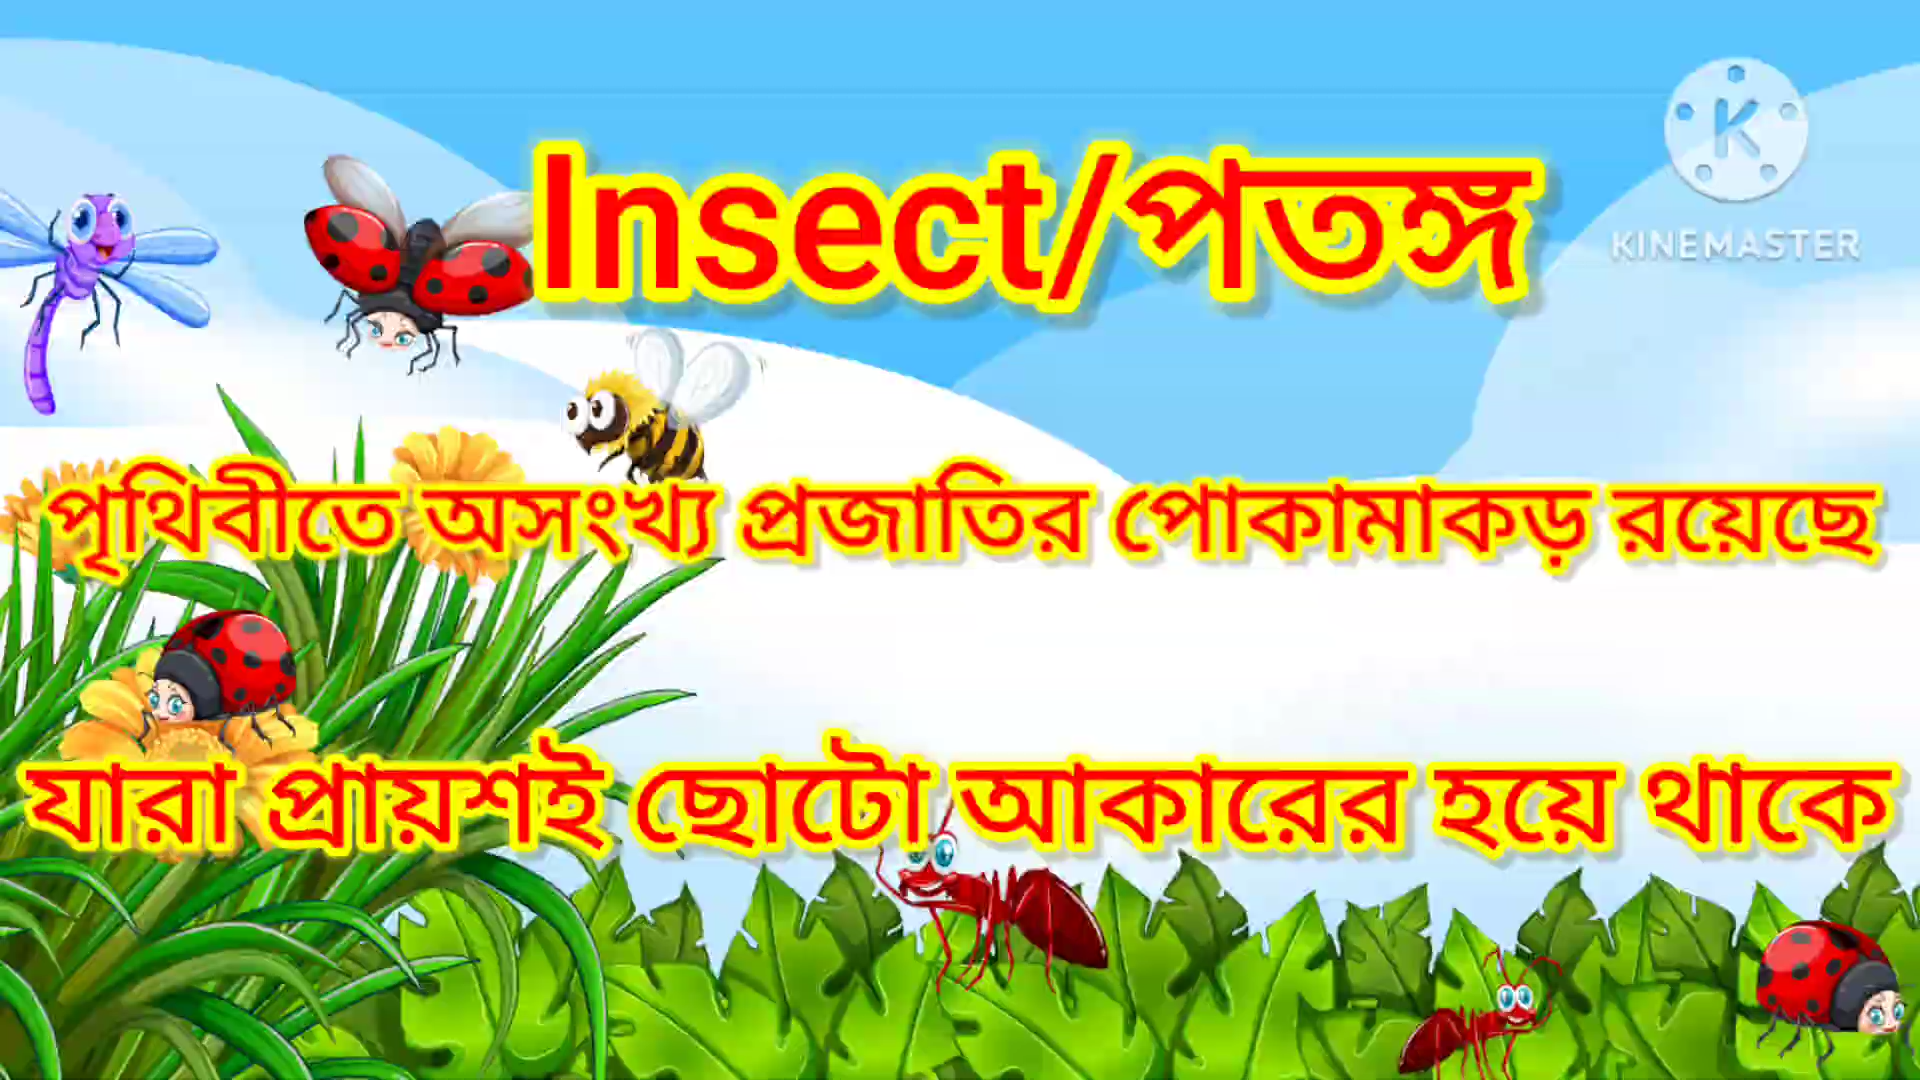 Insect/পতঙ্গ
KINEMASTER
পৃথিবীতে অসংখ্য প্রজাতির পোকামাকড় রয়েছে
যারা প্রায়শই ছোটো আকারের হয়ে থাকে